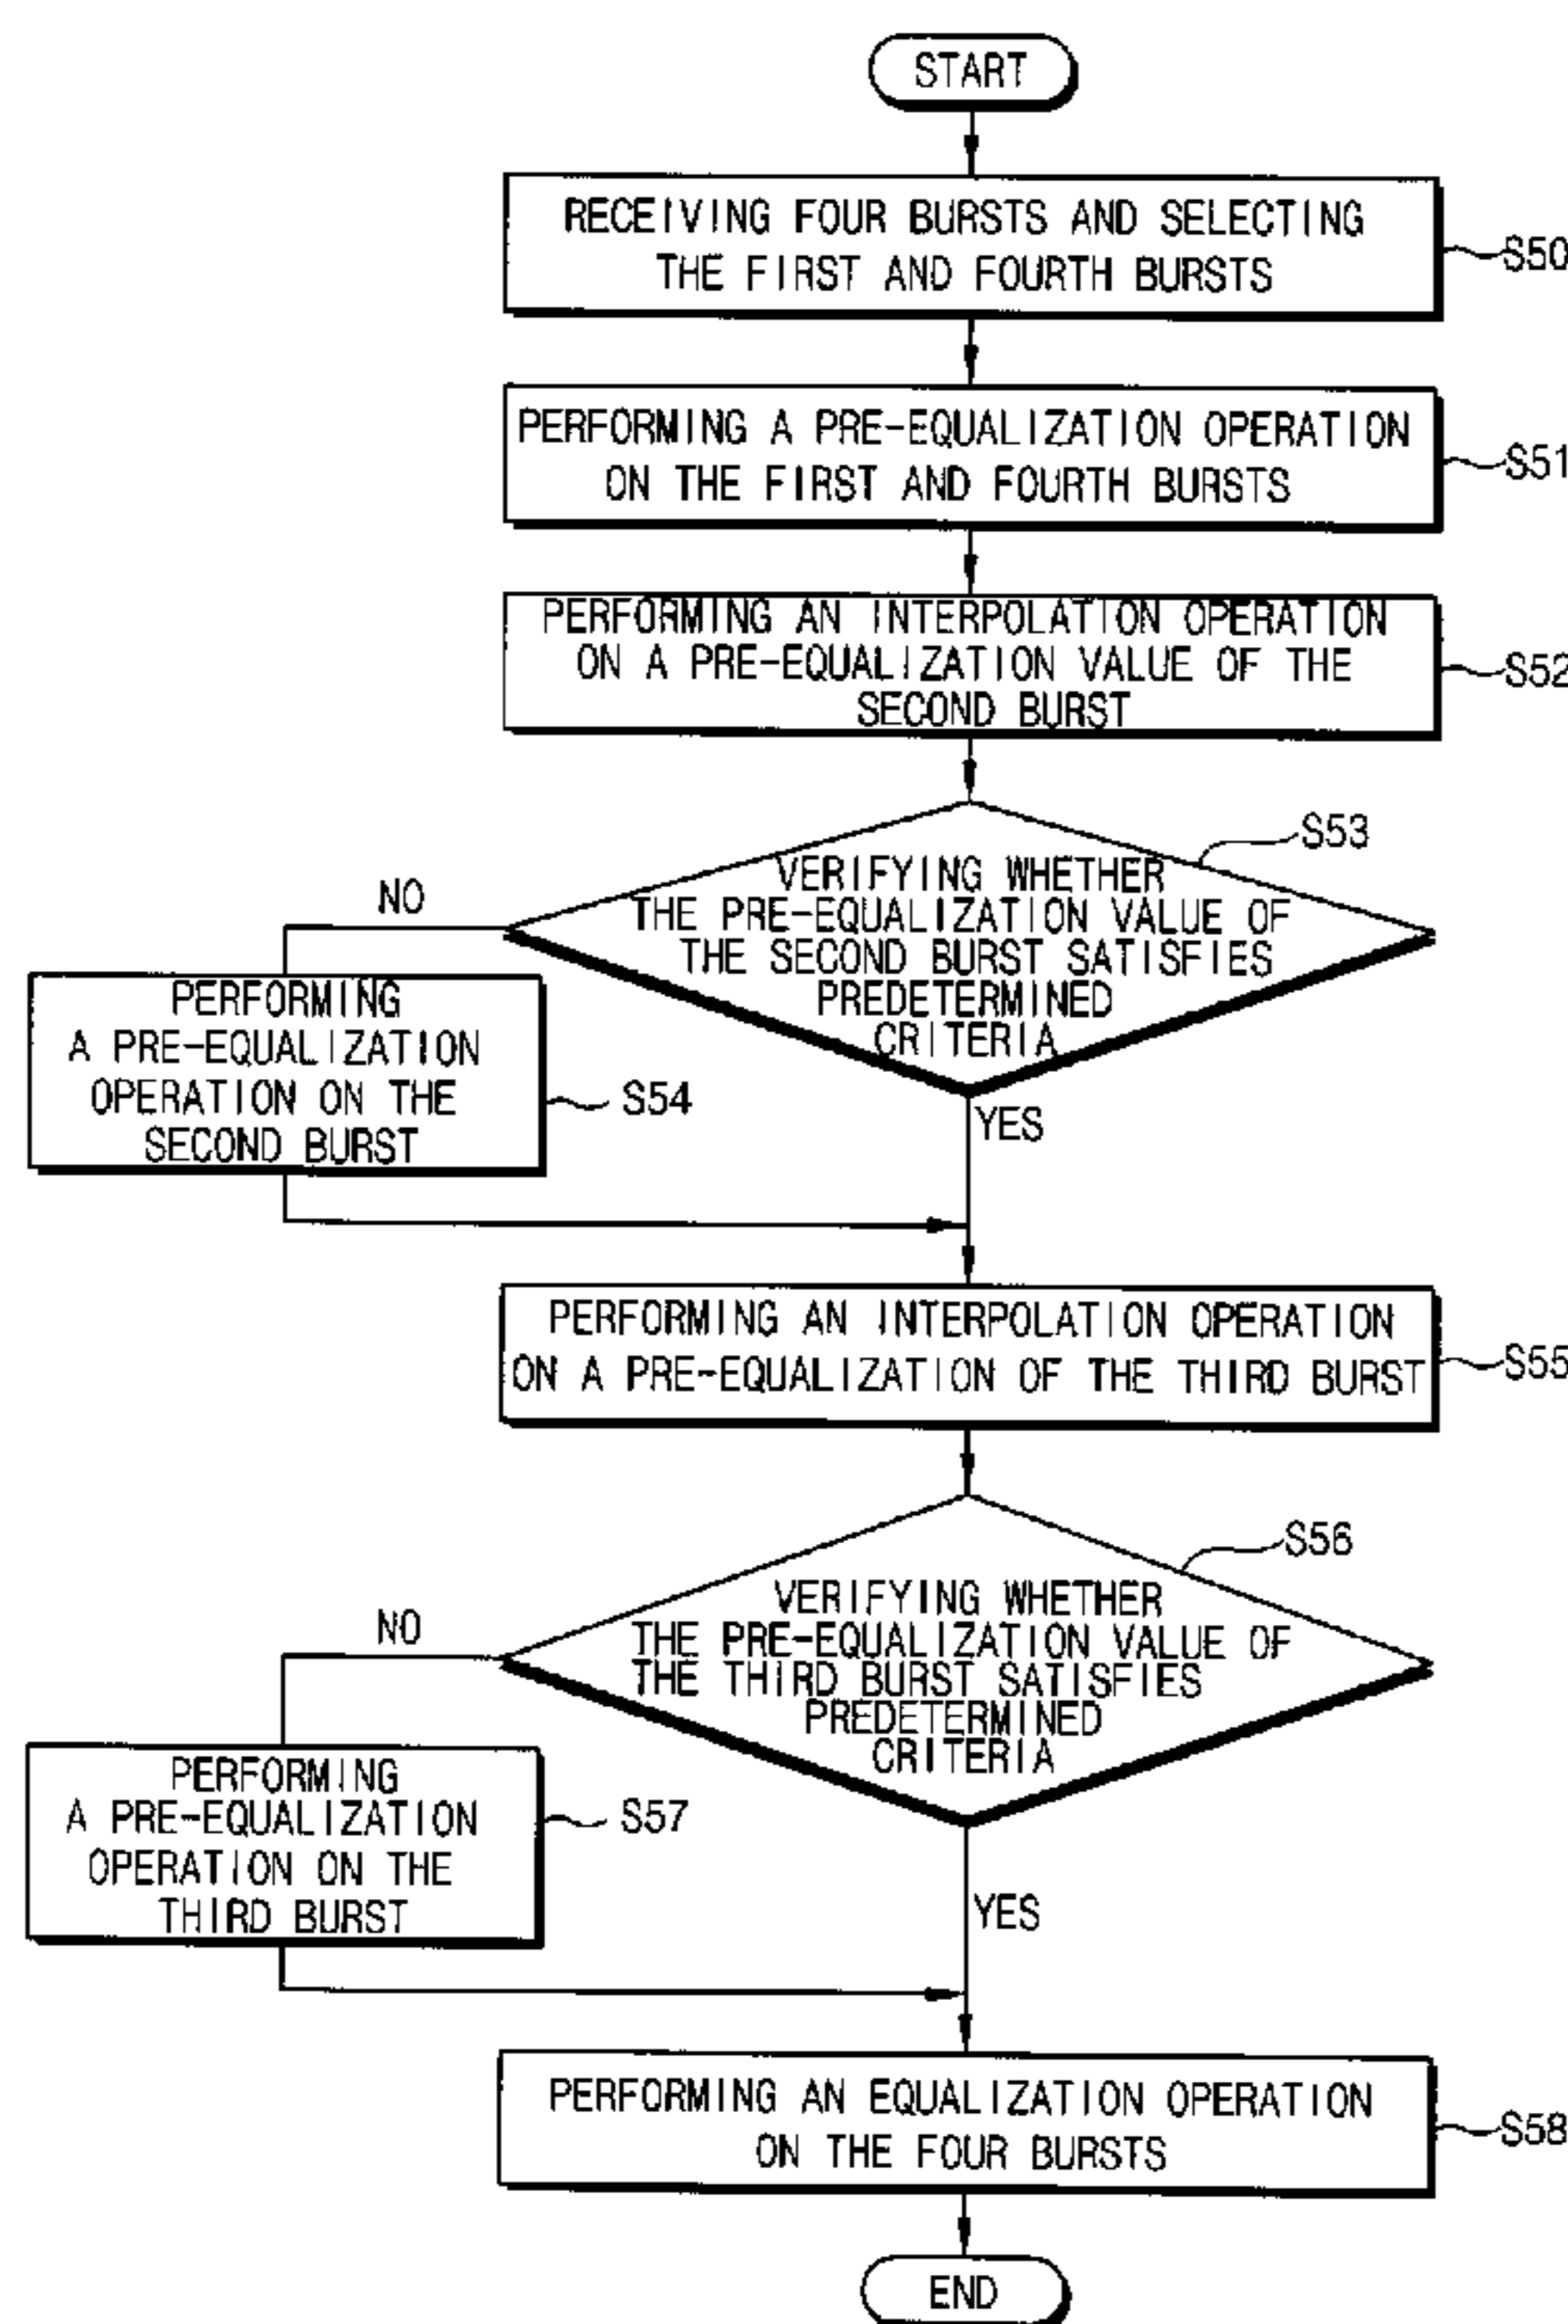 START
RECEIVING FOUR BURSTS AND SELECTING
THE FIRST AND FOURTH BURSTS
S50
PERFORMING A PRE-EQUALIZATION OPERATION
ON THE FIRST AND FOURTH BURSTS
S51
PERFORMING AN INTERPOLATION OPERATION
ON A PRE-EQUALIZATION VALUE OF THE
SECOND BURST
S52
S53
VERIFYING WHETHER
THE PRE-EQUALIZATION VALUE OF
THE SECOND BURST SATISFIES
PREDETERMINED
CRITERIA
NO
PERFORMING
A PRE-EQUALIZATION
OPERATION ON THE
SECOND BURST
S54
YES
PERFORMING AN INTERPOLATION OPERATION
ON A PRE-EQUALIZATION OF THE THIRD BURST
S55
S56
VERIFYING WHETHER
THE PRE-EQUALIZATION VALUE OF
THE THIRD BURST SATISFIES
PREDETERMINED
CRITERIA
NO
PERFORMING
A PRE-EQUALIZATION
OPERATION ON THE
THIRD BURST
S57
YES
PERFORMING AN EQUALIZATION OPERATION
ON THE FOUR BURSTS
S58
END